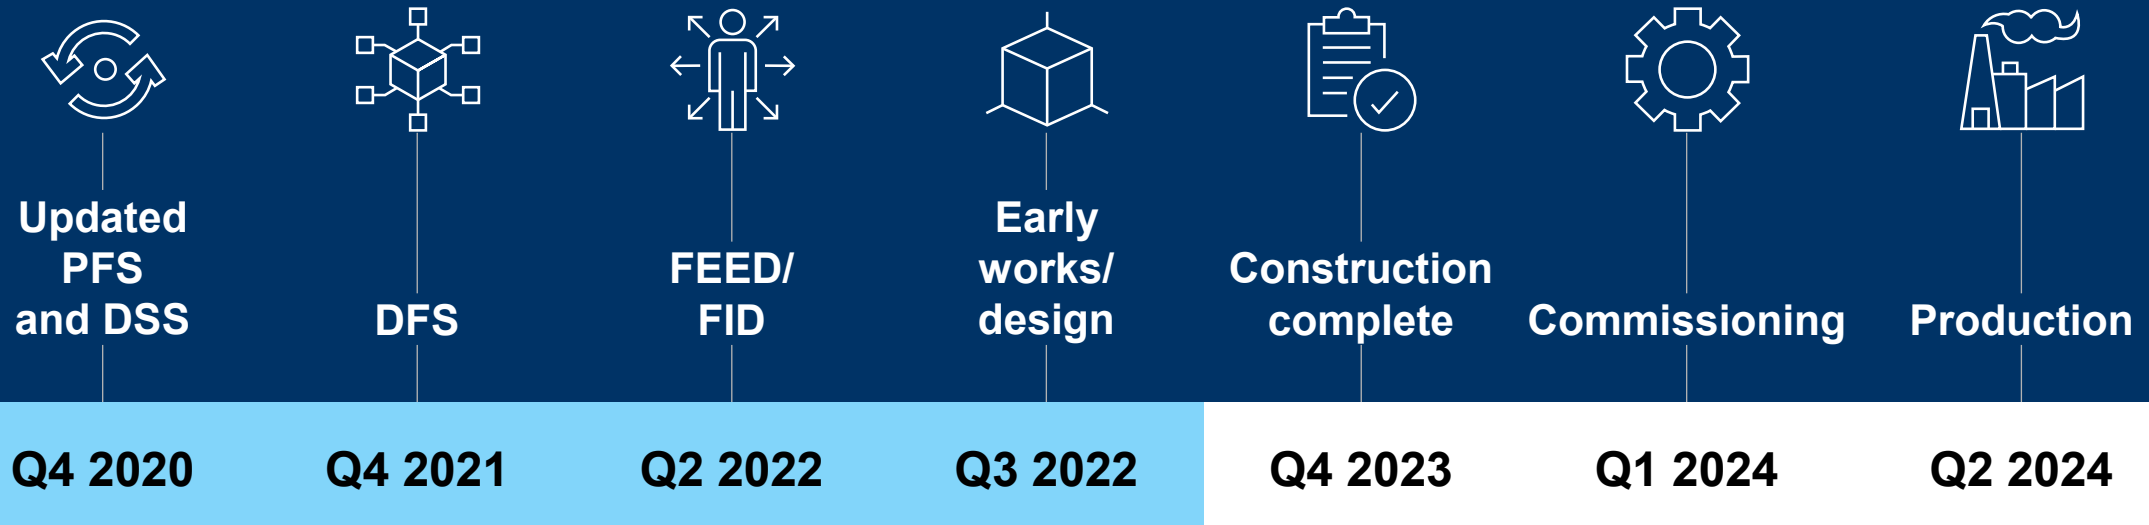 Updated
PFS
and DSS
DFS
FEED/
FID
Early
works/
design
Construction
complete
Commissioning
Production
Q4 2020
Q4 2021
Q2 2022
Q3 2022
Q4 2023
Q1 2024
Q2 2024